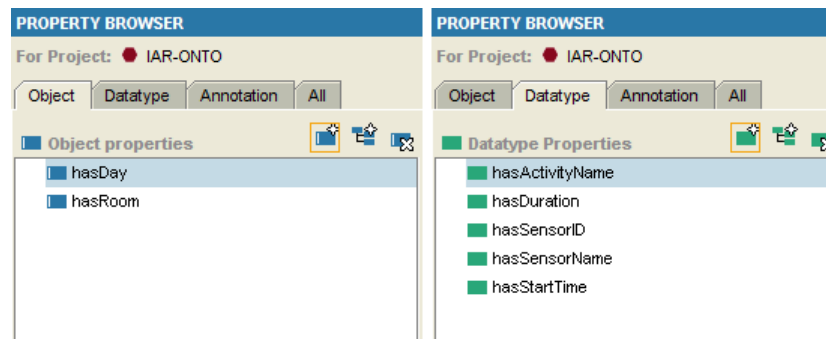 PROPERTY BROWSER
For Project: IAR-ONTO
Object Datatype Annotation All
Object properties
hasDay
hasRoom
PROPERTY BROWSER
For Project: IAR-ONTO
Object Datatype Annotation All
Datatype Properties
hasActivityName
hasDuration
hasSensorID
hasSensorName
hasStartTime